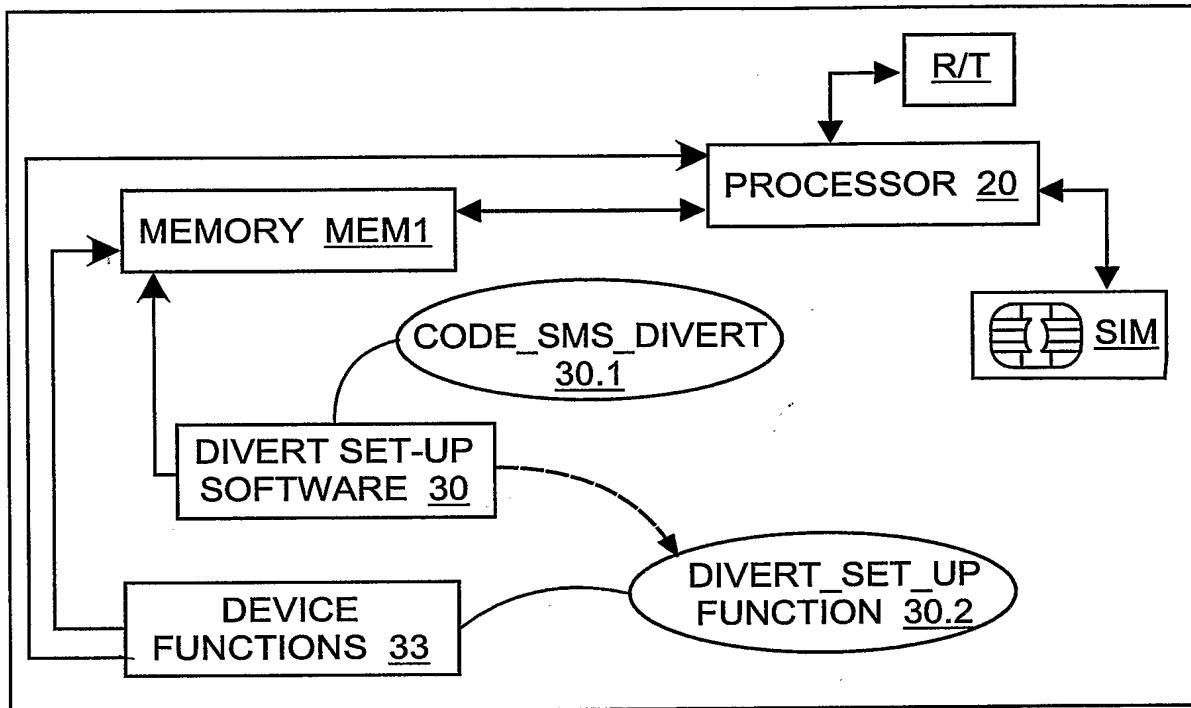 R/T
PROCESSOR 20
MEMORY MEM1
SIM
CODE_SMS_DIVERT
30.1
DIVERT SET-UP
SOFTWARE 30
DIVERT_SET_UP
FUNCTION 30.2
DEVICE
FUNCTIONS 33